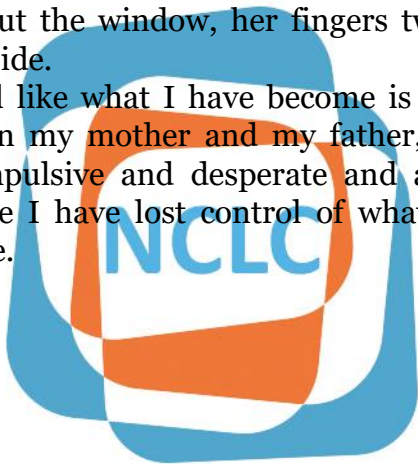 ut the window, her fingers tw
ide.
l like what I have become is
n my mother and my father,
pulsive and desperate and a
e I have lost control of what
e.
NCLC